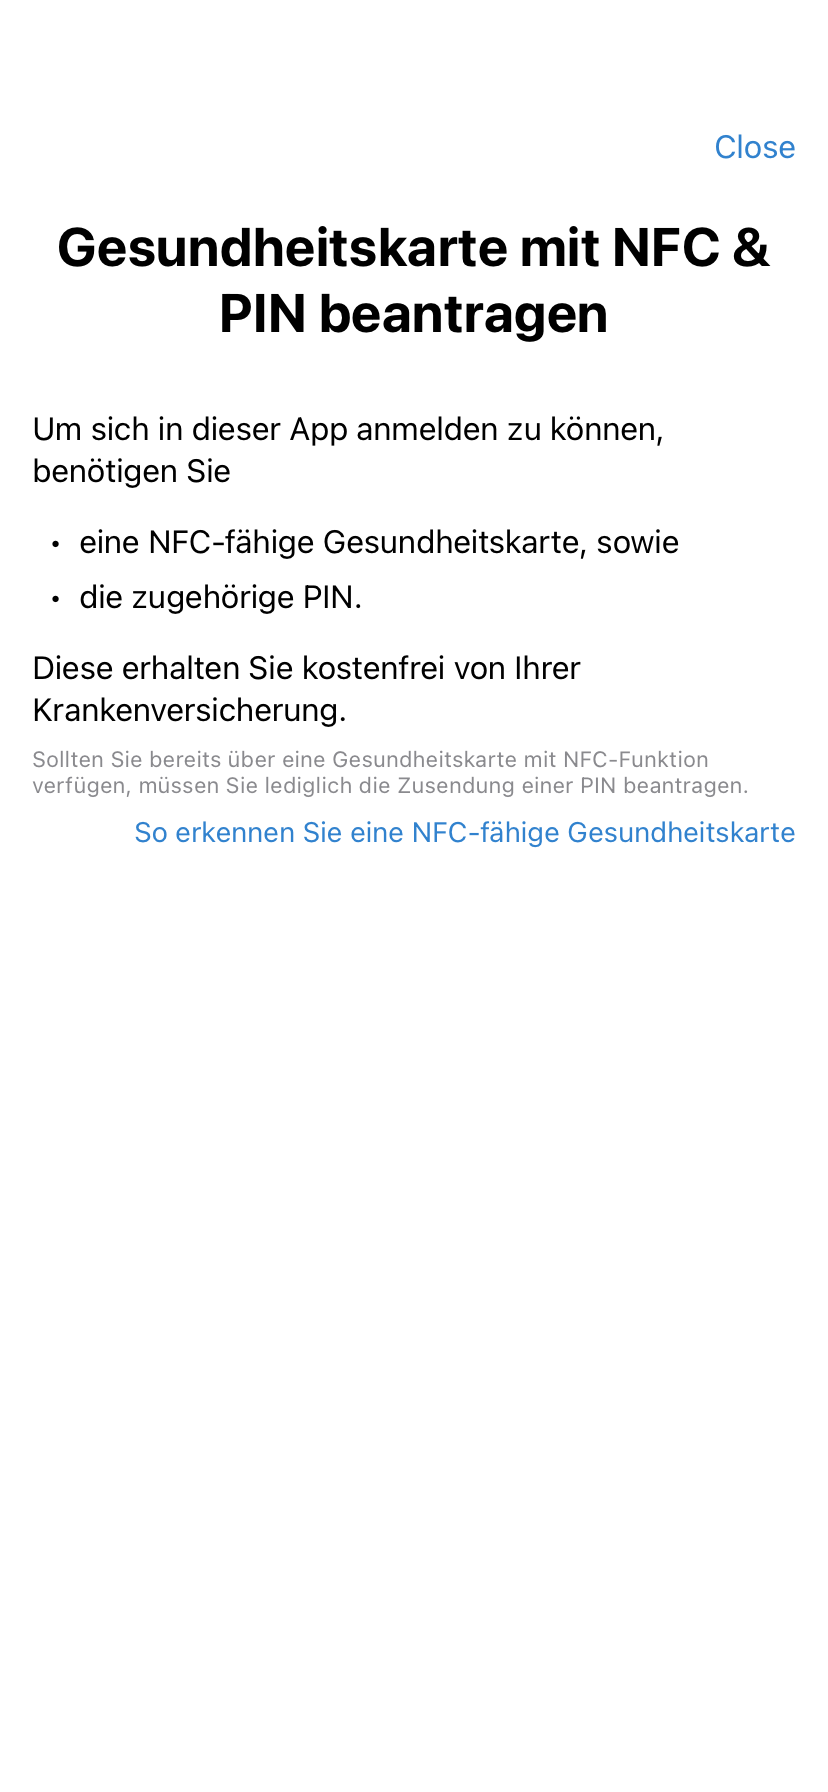 Close
Gesundheitskarte mit NFC &
PIN beantragen
Um sich in dieser App anmelden zu können,
benötigen Sie
• eine NFC-fähige Gesundheitskarte, sowie
• die zugehörige PIN.
Diese erhalten Sie kostenfrei von Ihrer
Krankenversicherung.
Sollten Sie bereits über eine Gesundheitskarte mit NFC-Funktion
verfügen, müssen Sie lediglich die Zusendung einer PIN beantragen.
So erkennen Sie eine NFC-fähige Gesundheitskarte